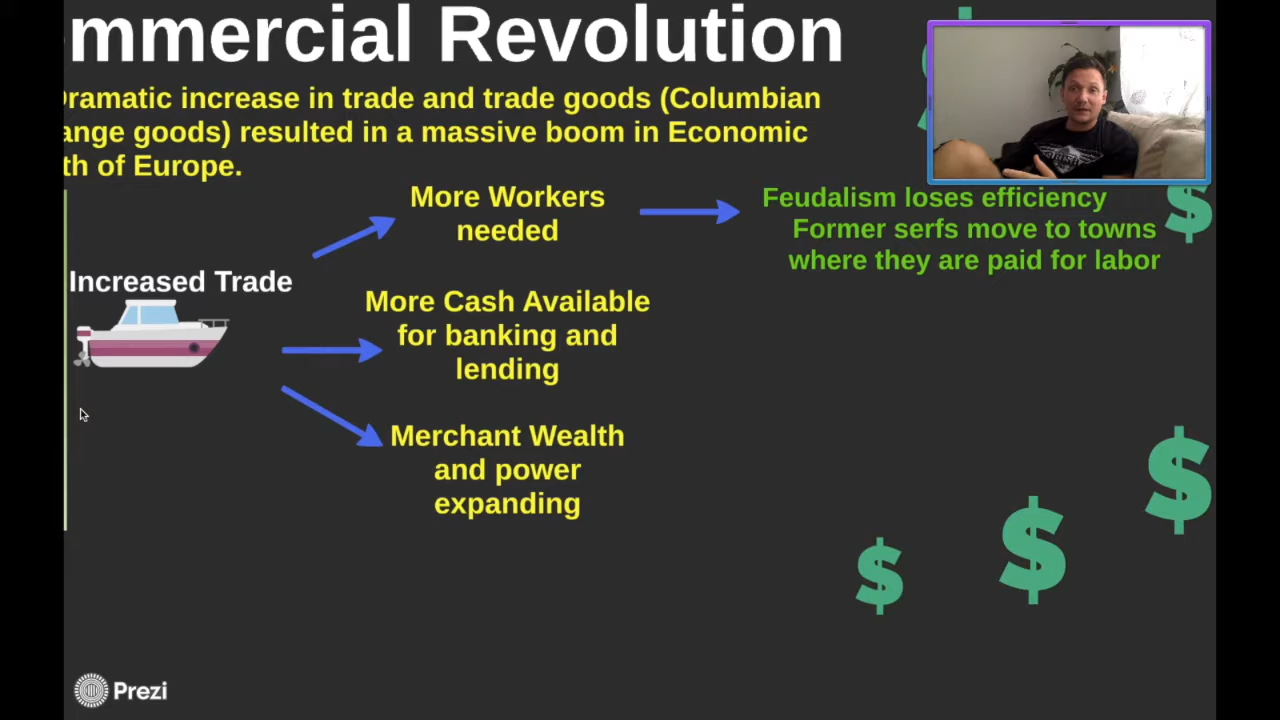 ommercial Revolution
Dramatic increase in trade and trade goods (Columbian
ange goods) resulted in a massive boom in Economic
th of Europe.
More Workers
needed
Feudalism loses efficiency
Former serfs move to towns
where they are paid for labor
Increased Trade
More Cash Available
for banking and
lending
Merchant Wealth
and power
expanding
$
$
$
$
Prezi